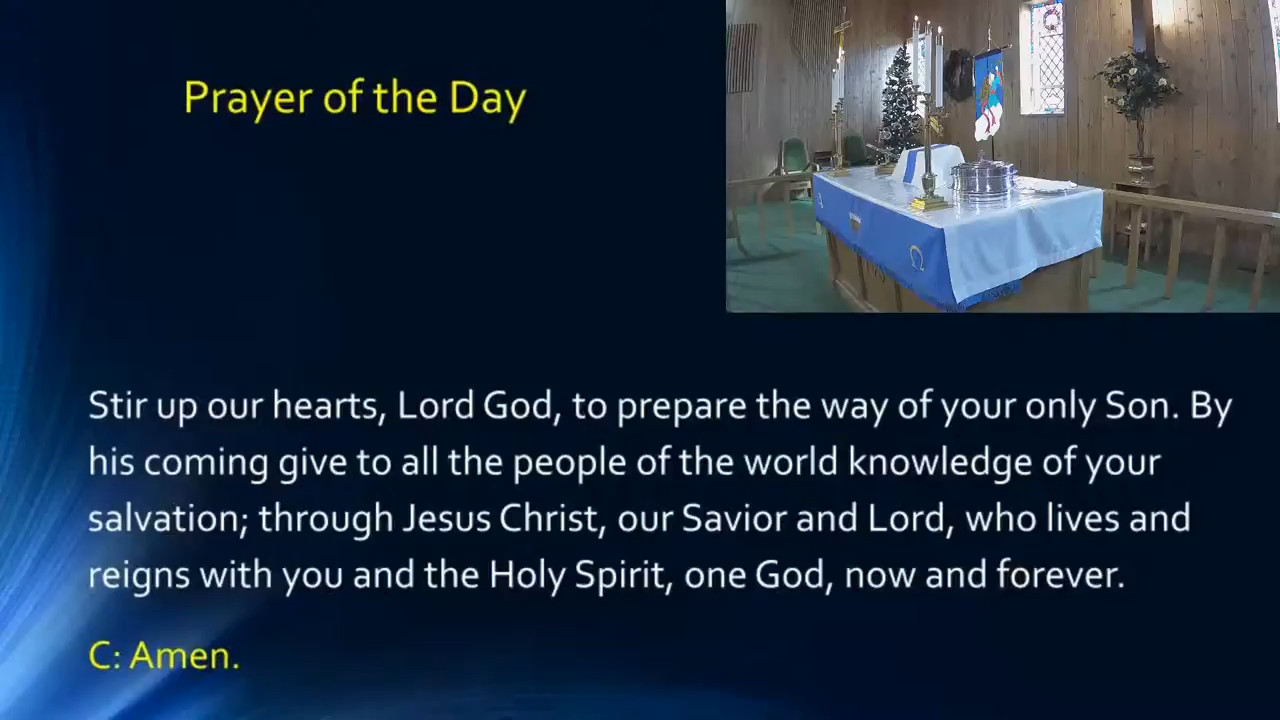 Prayer of the Day
Stir up our hearts, Lord God, to prepare the way of your only Son. By
his coming give to all the people of the world knowledge of your
salvation; through Jesus Christ, our Savior and Lord, who lives and
reigns with you and the Holy Spirit, one God, now and forever.
C: Amen.
Ω